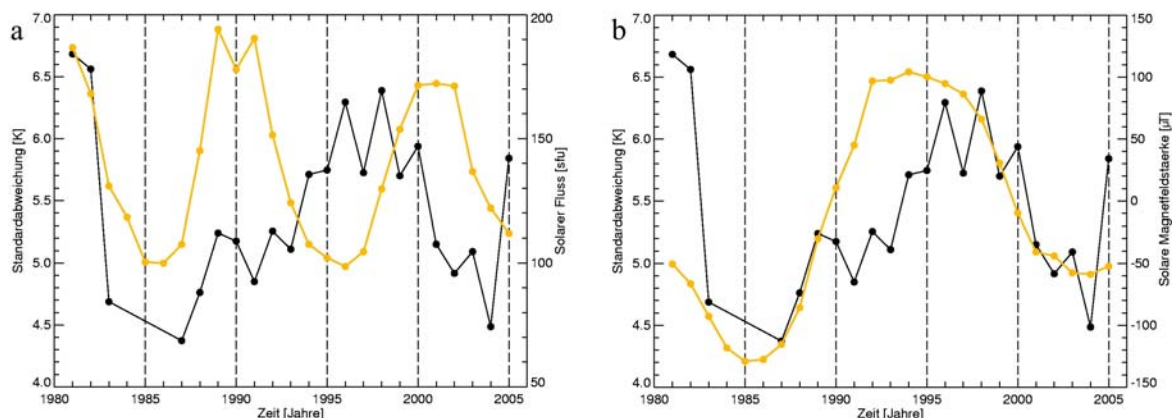 a
7.0
6.5
6.0
5.5
5.0
4.5
4.0
Standardabweichung [K]
200
150
100
50
Solarer Fluss [sfu]
1980 1985 1990 1995 2000 2005
Zeit [Jahre]
b
7.0
6.5
6.0
5.5
5.0
4.5
4.0
Standardabweichung [K]
150
100
50
0
-50
-100
-150
Solare Magnetfeldstaerke [µT]
1980 1985 1990 1995 2000 2005
Zeit [Jahre]